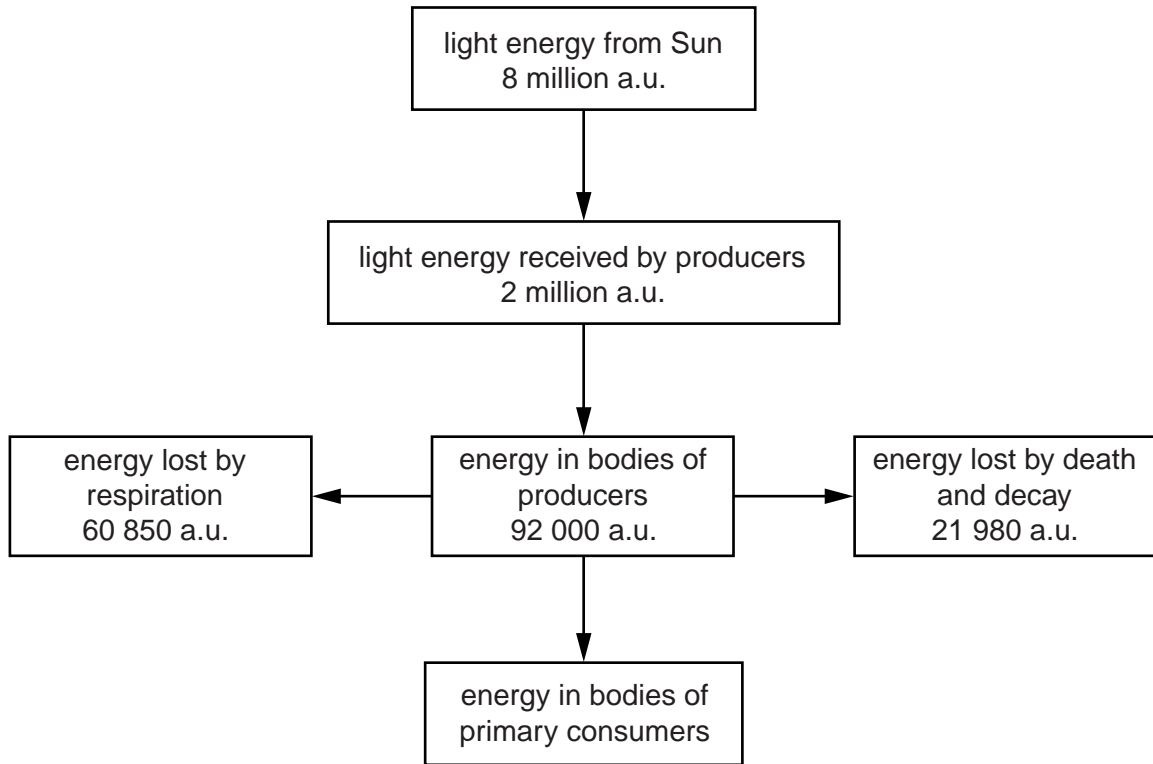 light energy from Sun
8 million a.u.
light energy received by producers
2 million a.u.
energy lost by
respiration
60 850 a.u.
energy in bodies of
producers
92 000 a.u.
energy lost by death
and decay
21 980 a.u.
energy in bodies of
primary consumers